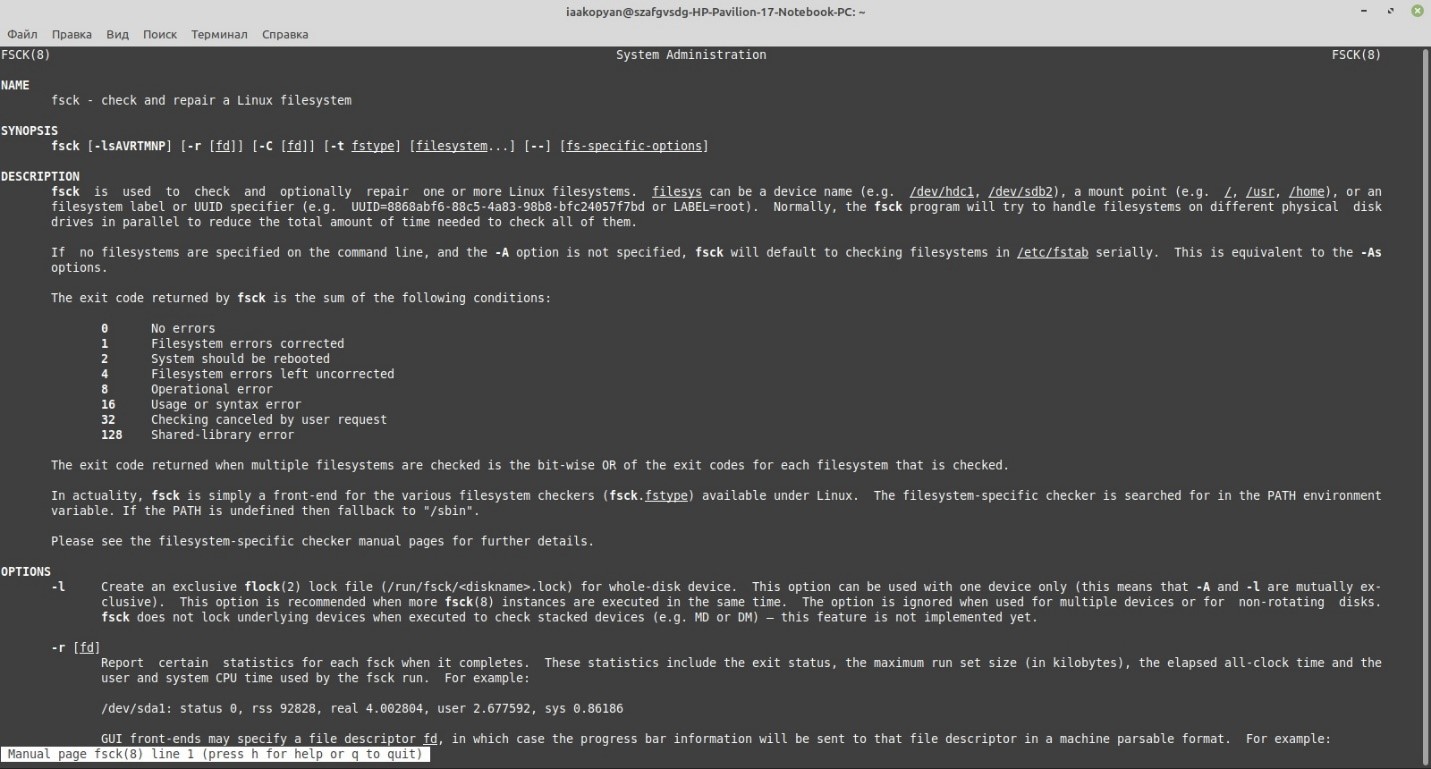 iaakopyan@szafgvsdg-HP-Pavilion-17-Notebook-PC: ~
Файл Правка Вид Поиск Терминал Справка
FSCK(8) System Administration FSCK(8)
NAME
fsck - check and repair a Linux filesystem
SYNOPSIS
fsck [-lsAVRTMNP] [-r [fd]] [-C [fd]] [-t fstype] [filesystem...] [--] [fs-specific-options]
DESCRIPTION
fsck is used to check and optionally repair one or more Linux filesystems. filesys can be a device name (e.g. /dev/hdc1, /dev/sdb2), a mount point (e.g. /, /usr, /home), or an
filesystem label or UUID specifier (e.g. UUID=8868abf6-88c5-4a83-98b8-bfc24057f7bd or LABEL=root). Normally, the fsck program will try to handle filesystems on different physical disk
drives in parallel to reduce the total amount of time needed to check all of them.
If no filesystems are specified on the command line, and the -A option is not specified, fsck will default to checking filesystems in /etc/fstab serially. This is equivalent to the -As
options.
The exit code returned by fsck is the sum of the following conditions:
0 No errors
1 Filesystem errors corrected
2 System should be rebooted
4 Filesystem errors left uncorrected
8 Operational error
16 Usage or syntax error
32 Checking canceled by user request
128 Shared-library error
The exit code returned when multiple filesystems are checked is the bit-wise OR of the exit codes for each filesystem that is checked.
In actuality, fsck is simply a front-end for the various filesystem checkers (fsck.fstype) available under Linux. The filesystem-specific checker is searched for in the PATH environment
variable. If the PATH is undefined then fallback to "/sbin".
Please see the filesystem-specific checker manual pages for further details.
OPTIONS
-l Create an exclusive flock(2) lock file (/run/fsck/<diskname>.lock) for whole-disk device. This option can be used with one device only (this means that -A and -l are mutually ex-
clusive). This option is recommended when more fsck(8) instances are executed in the same time. The option is ignored when used for multiple devices or for non-rotating disks.
fsck does not lock underlying devices when executed to check stacked devices (e.g. MD or DM) – this feature is not implemented yet.
-r [fd]
Report certain statistics for each fsck when it completes. These statistics include the exit status, the maximum run set size (in kilobytes), the elapsed all-clock time and the
user and system CPU time used by the fsck run. For example:
/dev/sda1: status 0, rss 92828, real 4.002804, user 2.677592, sys 0.86186
GUI front-ends may specify a file descriptor fd, in which case the progress bar information will be sent to that file descriptor in a machine parsable format. For example:
Manual page fsck(8) line 1 (press h for help or q to quit)